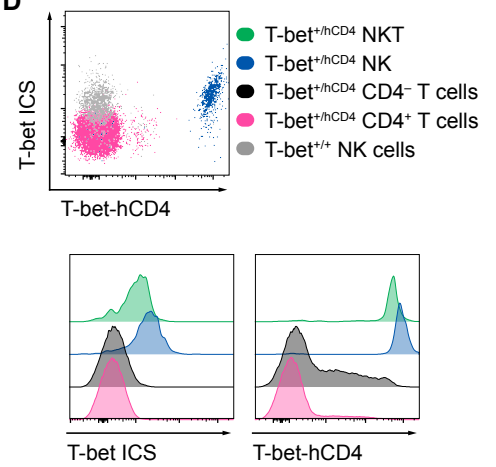 D
T-bet ICS
T-bet-hCD4
T-bet+/hCD4 NKT
T-bet+/hCD4 NK
T-bet+/hCD4 CD4– T cells
T-bet+/hCD4 CD4+ T cells
T-bet+/+ NK cells
T-bet ICS
T-bet-hCD4